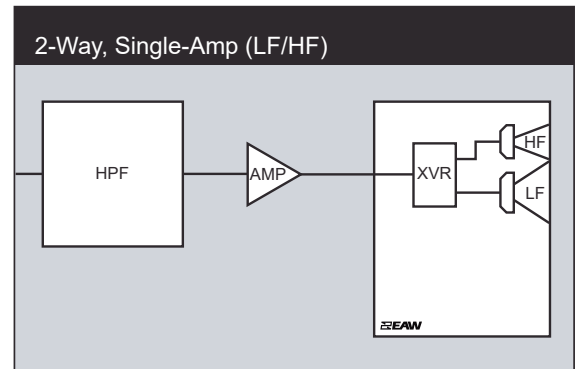 2-Way, Single-Amp (LF/HF)
HPF
AMP
XVR
HF
LF
EAW